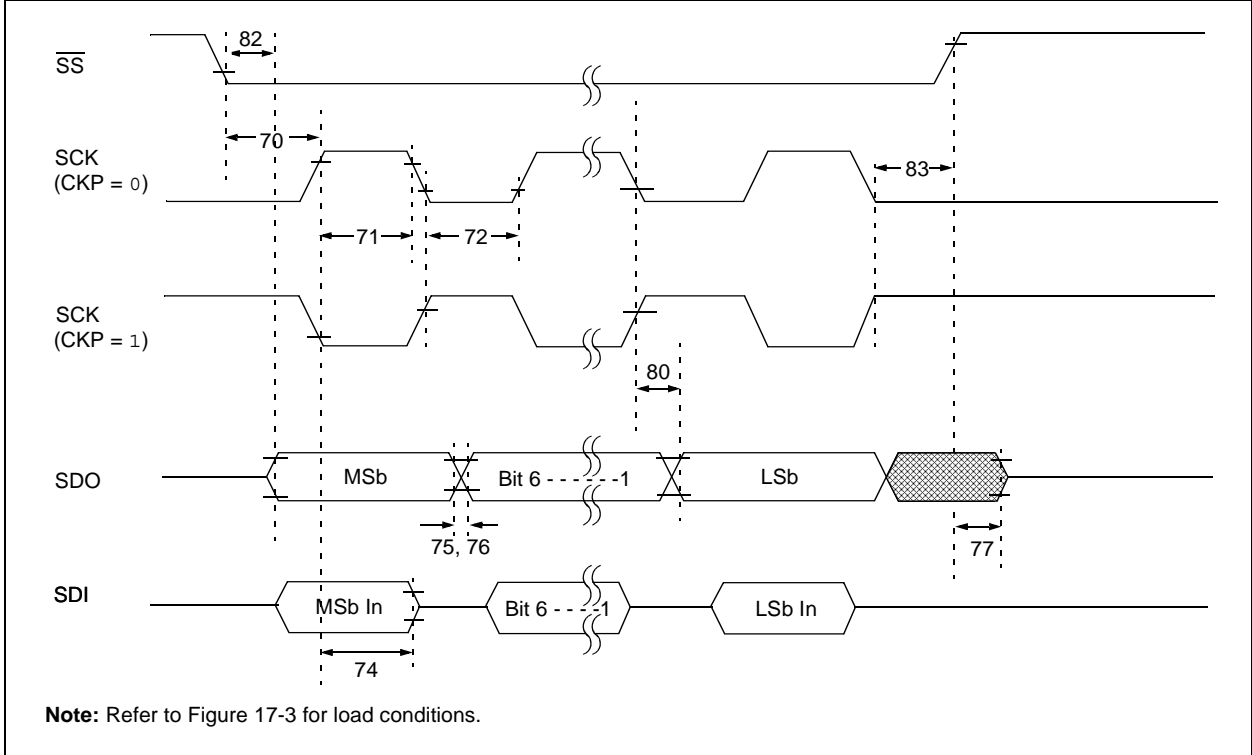 82
SS
70
SCK
(CKP = 0)
83
71
72
SCK
(CKP = 1)
80
SDO
MSb
Bit 6 - - - - - -1
LSb
75, 76
77
SDI
MSb In
Bit 6 - - - -1
LSb In
74
Note: Refer to Figure 17-3 for load conditions.